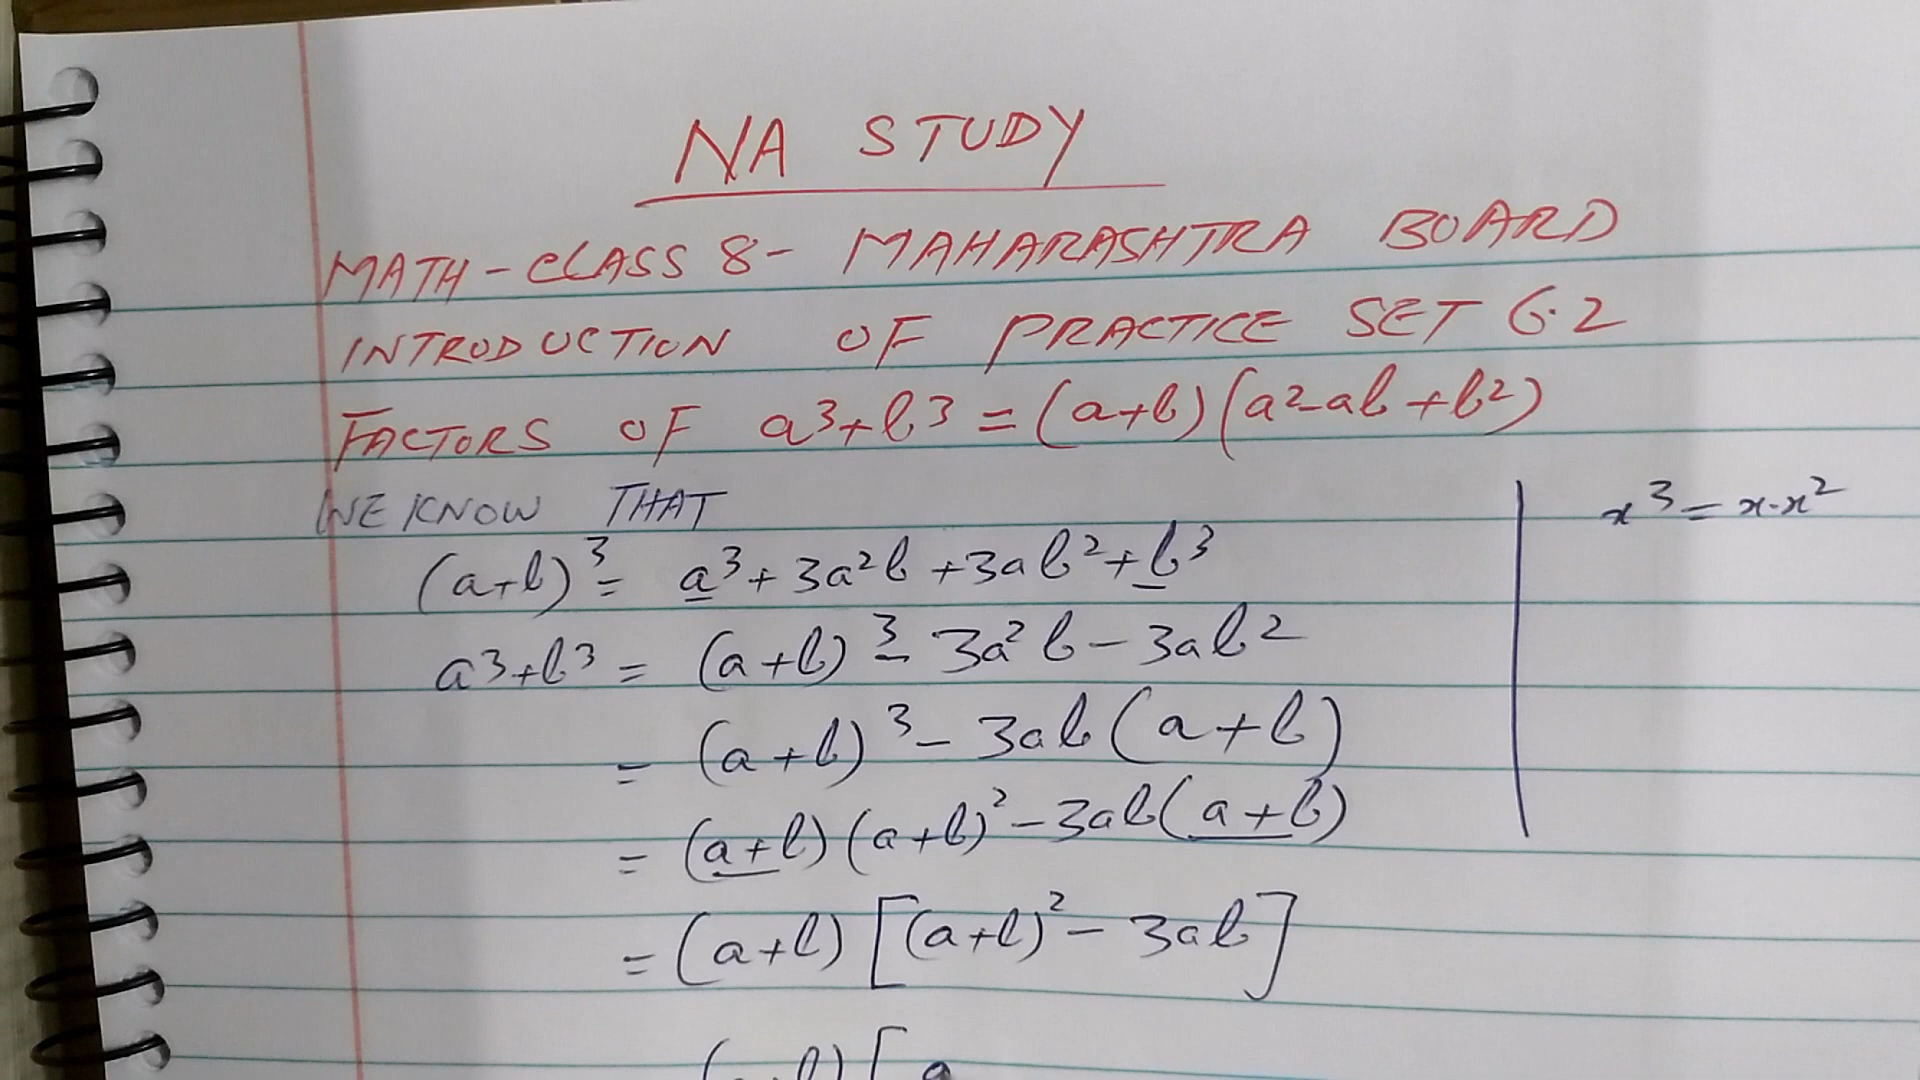 NA STUDY
MATH-CLASS 8- MAHARASHTRA BOARD
INTRODUCTION OF PRACTICE SET 6.2
FACTORS OF a³+b³ = (a+b)(a²-ab+b²)
WE KNOW THAT
x³ = x·x²
(a+b)³ = a³+3a²b+3ab²+b³
a³+b³ = (a+b)³-3a²b-3ab²
= (a+b)³-3ab(a+b)
= (a+b)(a+b)²-3ab(a+b)
= (a+b)[(a+b)²-3ab]